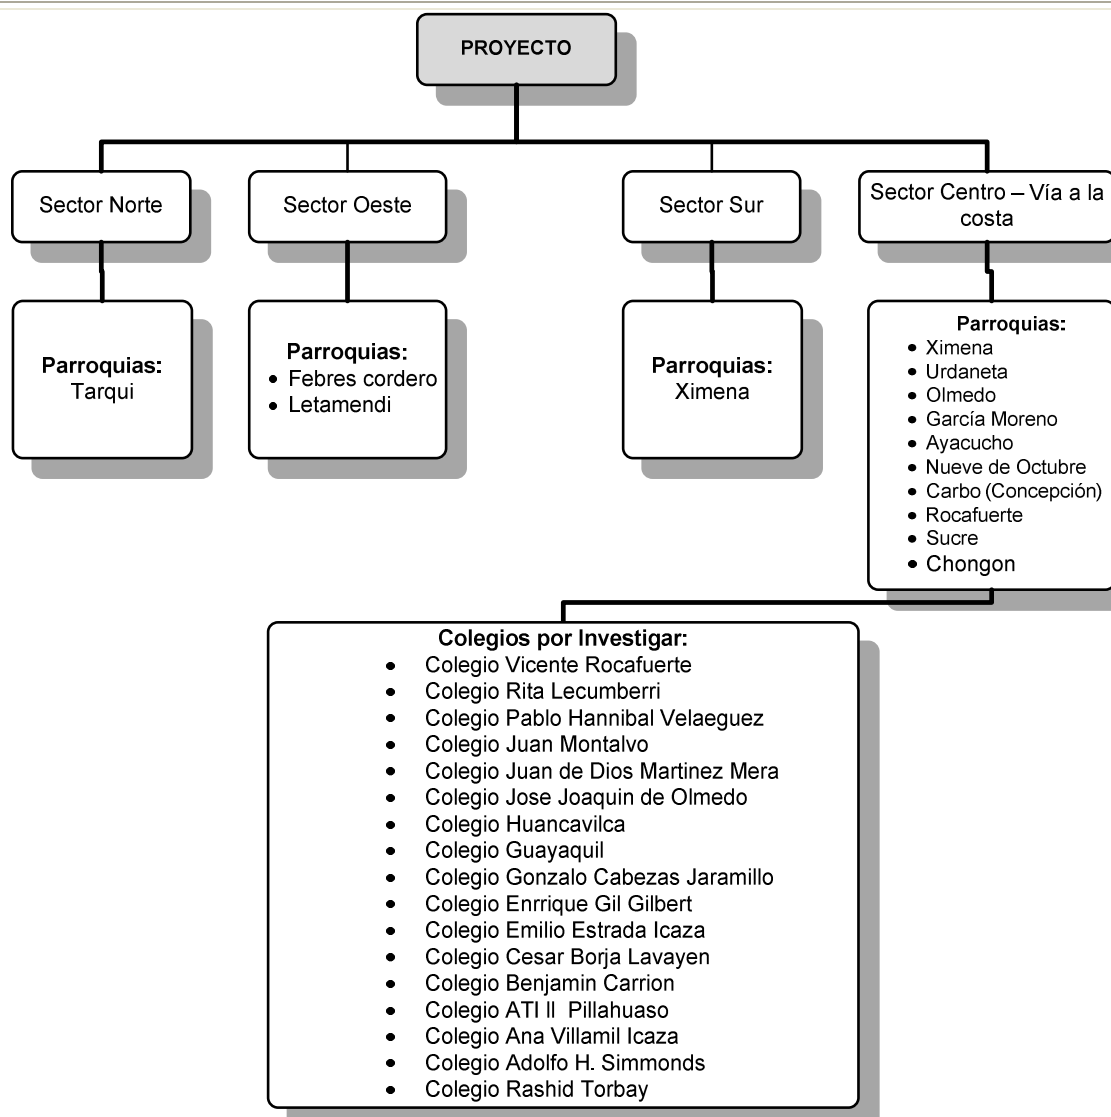 PROYECTO
Sector Norte
Sector Oeste
Sector Sur
Sector Centro – Vía a la
costa
Parroquias:
Tarqui
Parroquias:
• Febres cordero
• Letamendi
Parroquias:
Ximena
Parroquias:
• Ximena
• Urdaneta
• Olmedo
• García Moreno
• Ayacucho
• Nueve de Octubre
• Carbo (Concepción)
• Rocafuerte
• Sucre
• Chongon
Colegios por Investigar:
• Colegio Vicente Rocafuerte
• Colegio Rita Lecumberri
• Colegio Pablo Hannibal Velaeguez
• Colegio Juan Montalvo
• Colegio Juan de Dios Martinez Mera
• Colegio Jose Joaquin de Olmedo
• Colegio Huancavilca
• Colegio Guayaquil
• Colegio Gonzalo Cabezas Jaramillo
• Colegio Enrrique Gil Gilbert
• Colegio Emilio Estrada Icaza
• Colegio Cesar Borja Lavayen
• Colegio Benjamin Carrion
• Colegio ATI II Pillahuaso
• Colegio Ana Villamil Icaza
• Colegio Adolfo H. Simmonds
• Colegio Rashid Torbay